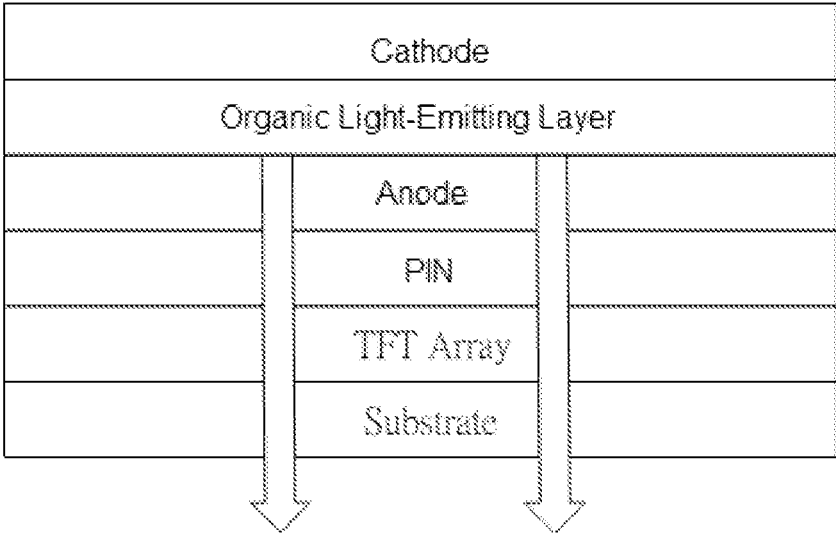 Cathode
Organic Light-Emitting Layer
Anode
PIN
TFT Array
Substrate